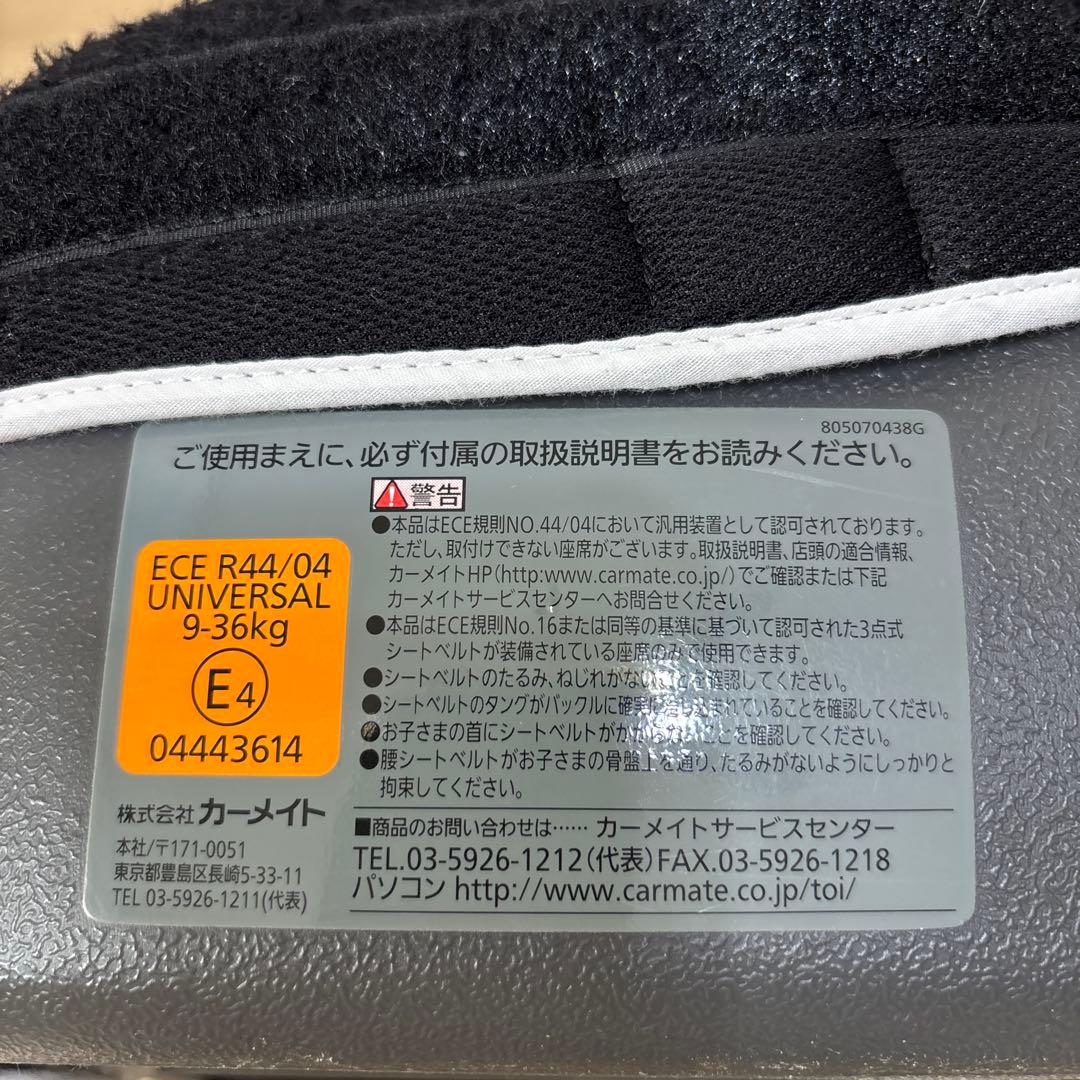 805070438G
ご使用まえに、必ず付属の取扱説明書をお読みください。
警告
●本品はECE規則NO.44/04において汎用装置として認可されております。
ただし、取付けできない座席がございます。取扱説明書、店頭の適合情報、
カーメイトHP(http:www.carmate.co.jp/)でご確認または下記
カーメイトサービスセンターへお問合せください。
●本品はECE規則No.16または同等の基準に基づいて認可された3点式
シートベルトが装備されている座席のみで使用できます。
●シートベルトのたるみ、ねじれがないことを確認してください。
●シートベルトのタングがバックルに確実に差し込まれていることを確認してください。
●お子さまの首にシートベルトがかからないことを確認してください。
●腰シートベルトがお子さまの骨盤上を通り、たるみがないようにしっかりと
拘束してください。
ECE R44/04
UNIVERSAL
9-36kg
E4
04443614
株式会社 カーメイト
本社/〒171-0051
東京都豊島区長崎5-33-11
TEL 03-5926-1211(代表)
■商品のお問い合わせは…… カーメイトサービスセンター
TEL.03-5926-1212(代表)FAX.03-5926-1218
パソコン http://www.carmate.co.jp/toi/